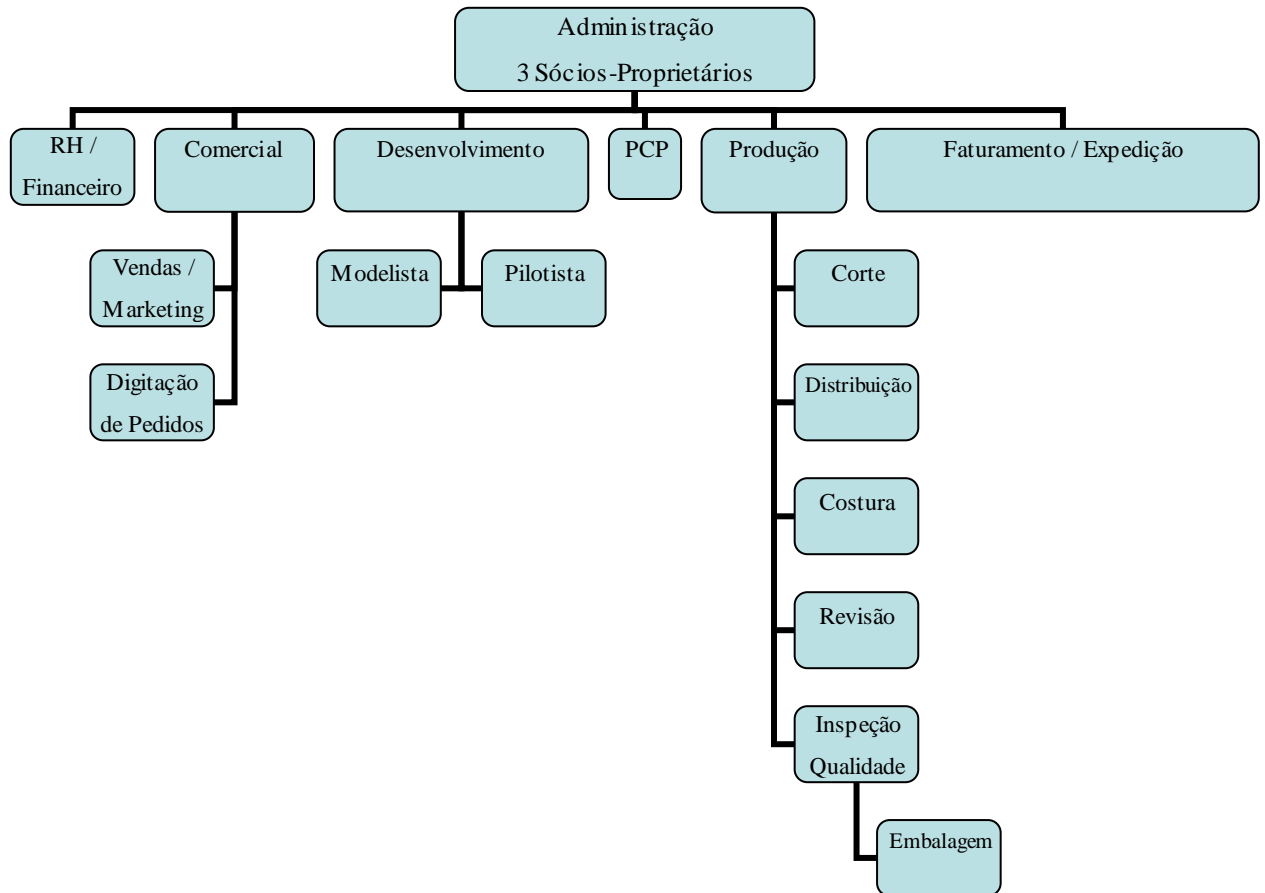 Administração
3 Sócios-Proprietários
RH /
Financeiro
Comercial
Desenvolvimento
PCP
Produção
Faturamento / Expedição
Vendas /
Marketing
Modelista
Pilotista
Corte
Digitação
de Pedidos
Distribuição
Costura
Revisão
Inspeção
Qualidade
Embalagem